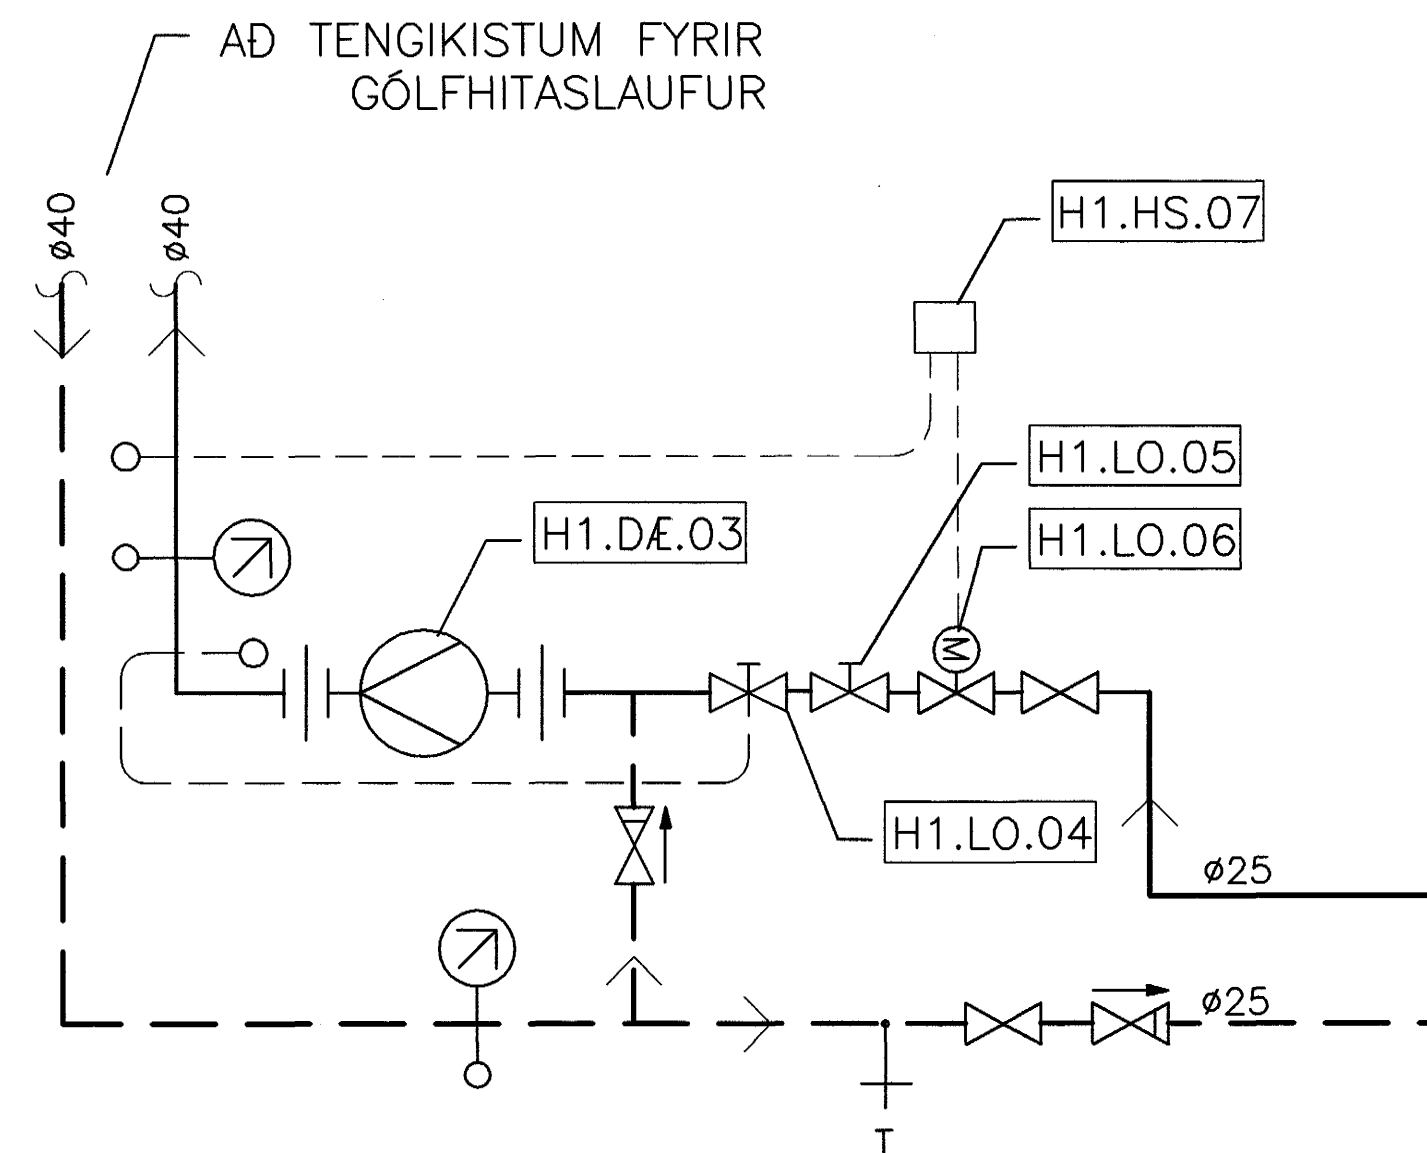 AÐ TENGIKISTUM FYRIR
GÓLFHITASLAUFUR
ø40
ø40
H1.HS.07
H1.LO.05
H1.DÆ.03
H1.LO.06
M
H1.LO.04
ø25
ø25
T